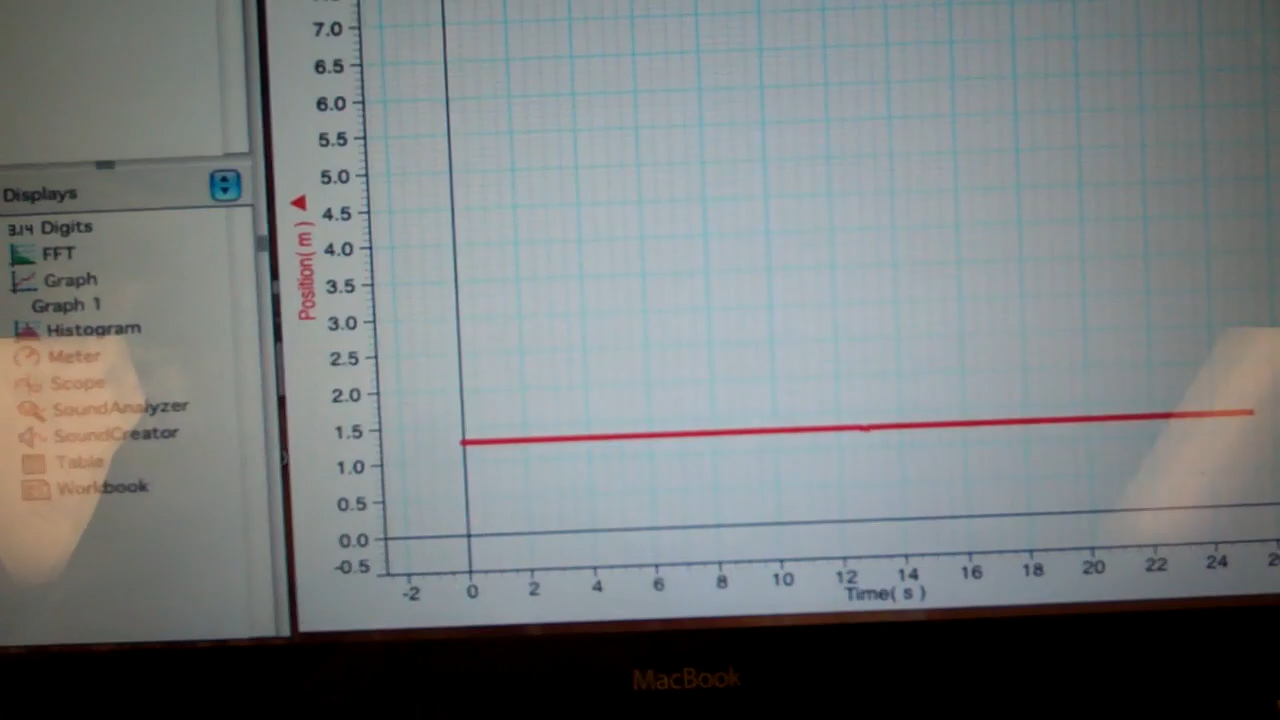 7.0
6.5
6.0
5.5
5.0
4.5
4.0
3.5
3.0
2.5
2.0
1.5
1.0
0.5
0.0
-0.5
Position( m )
Displays
3.14 Digits
FFT
Graph
Graph 1
Histogram
Meter
Scope
SoundAnalyzer
SoundCreator
Table
Workbook
-2 0 2 4 6 8 10 12 14 16 18 20 22 24
Time( s )
MacBook